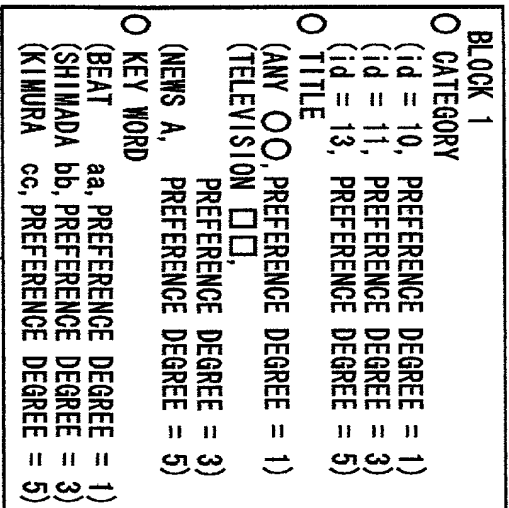 BLOCK 1
○ CATEGORY
(id = 10, PREFERENCE DEGREE = 1)
(id = 11, PREFERENCE DEGREE = 3)
(id = 13, PREFERENCE DEGREE = 5)
○ TITLE
(ANY ○○, PREFERENCE DEGREE = 1)
(TELEVISION □□,
PREFERENCE DEGREE = 3)
(NEWS A, PREFERENCE DEGREE = 5)
○ KEY WORD
(BEAT aa, PREFERENCE DEGREE = 1)
(SHIMADA bb, PREFERENCE DEGREE = 3)
(KIMURA cc, PREFERENCE DEGREE = 5)